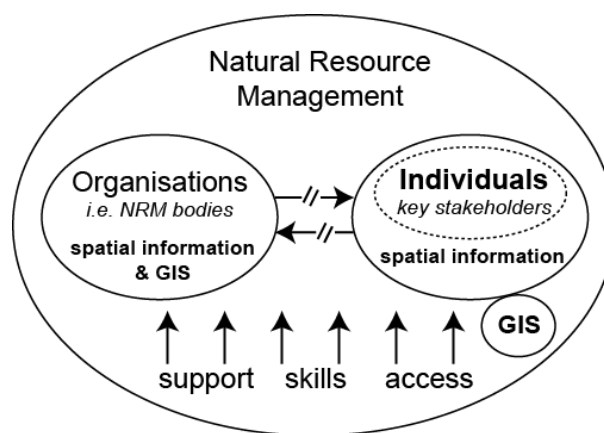 Natural Resource
Management
Organisations
i.e. NRM bodies
spatial information
& GIS
Individuals
key stakeholders
spatial information
GIS
support skills access